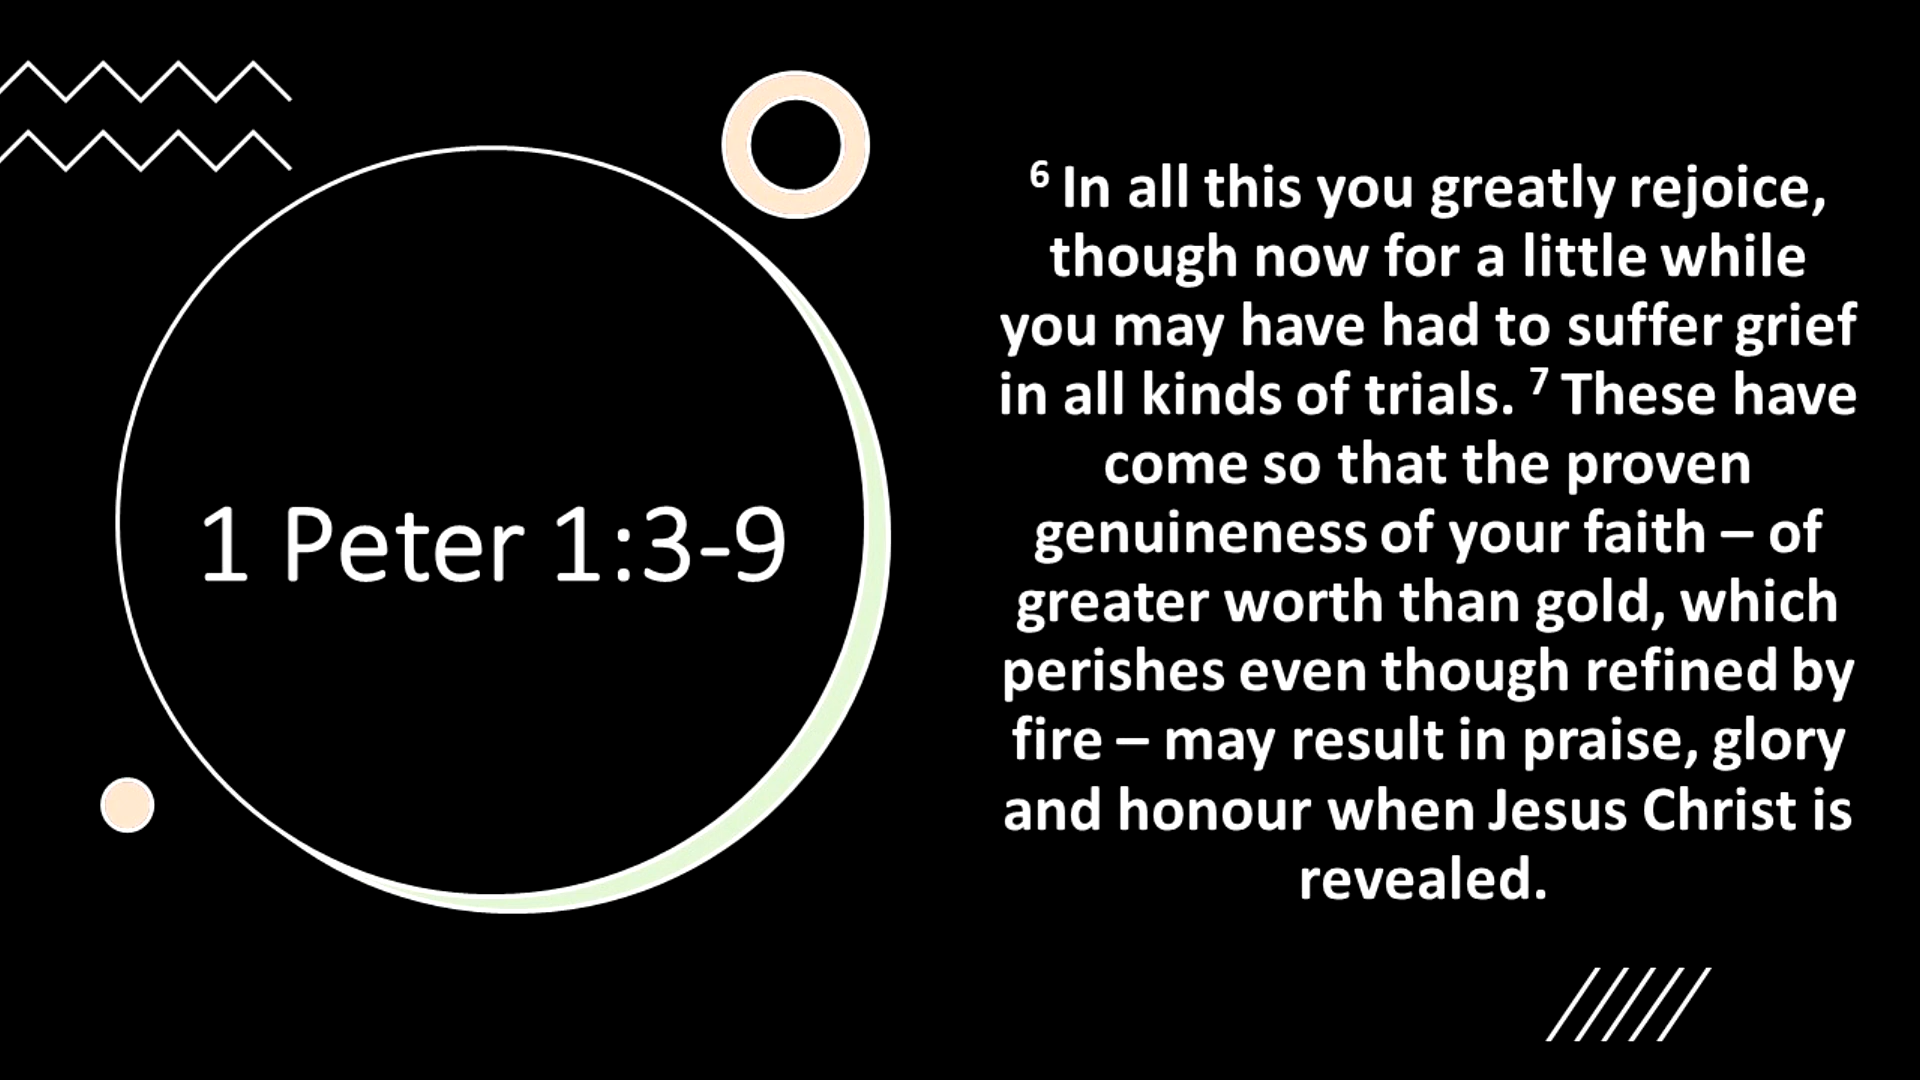 1 Peter 1:3-9
6 In all this you greatly rejoice,
though now for a little while
you may have had to suffer grief
in all kinds of trials. 7 These have
come so that the proven
genuineness of your faith – of
greater worth than gold, which
perishes even though refined by
fire – may result in praise, glory
and honour when Jesus Christ is
revealed.